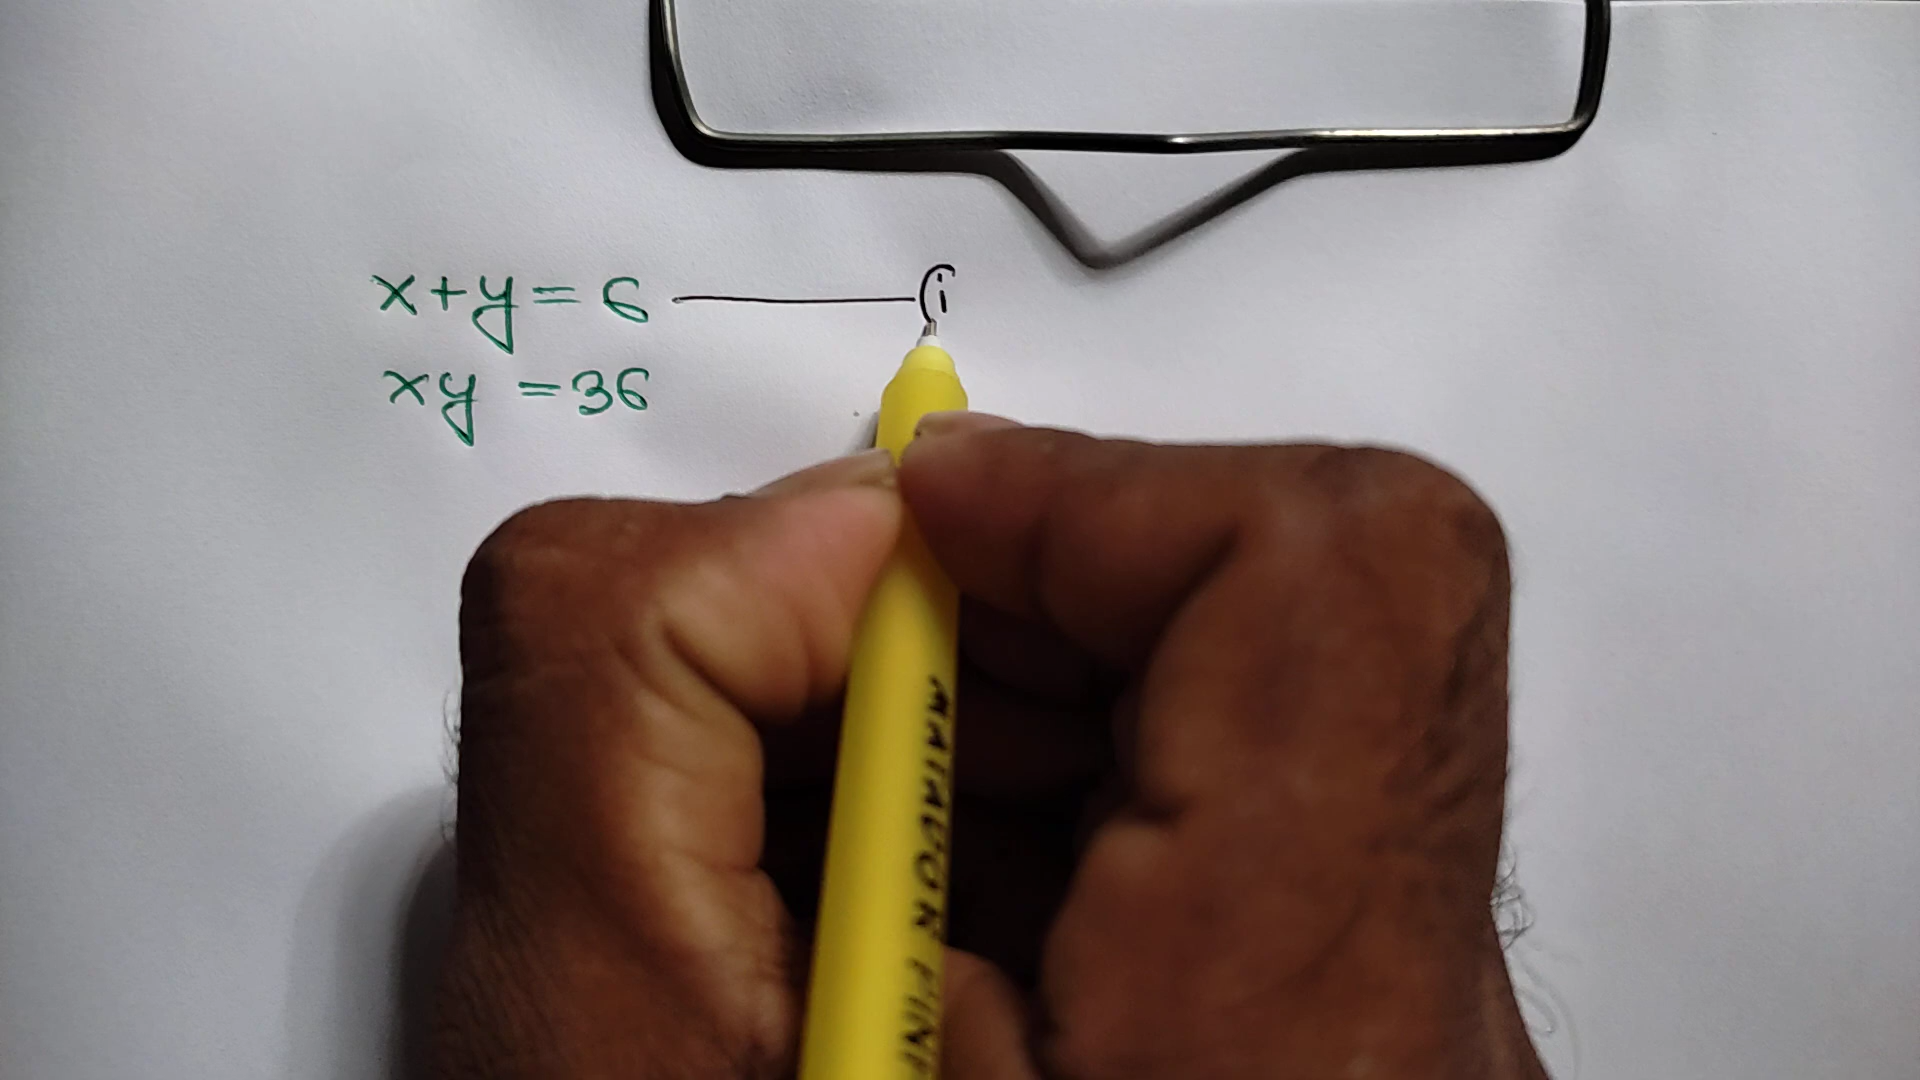 x+y= 6 ——— (i
xy =36
MATADOR PINP